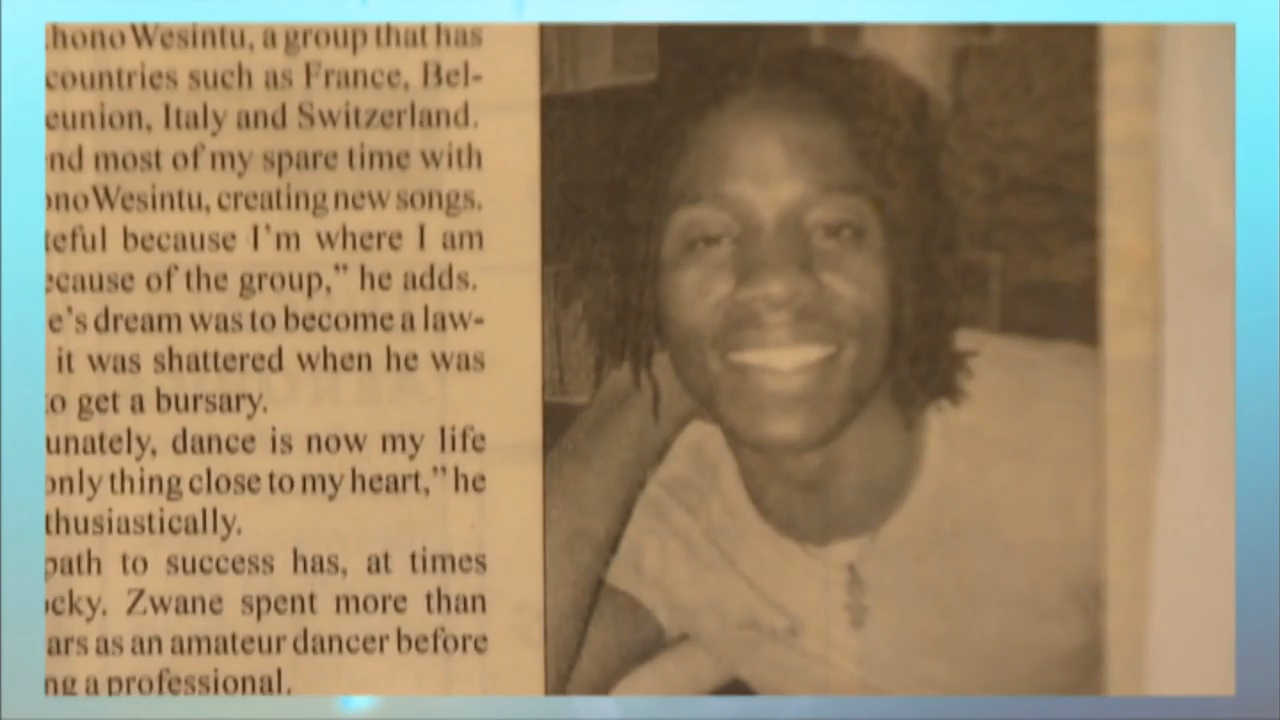 hono Wesintu, a group that has
countries such as France, Bel-
eunion, Italy and Switzerland.
nd most of my spare time with
ono Wesintu, creating new songs.
teful because I'm where I am
ecause of the group,” he adds.
e's dream was to become a law-
it was shattered when he was
o get a bursary.
unately, dance is now my life
only thing close to my heart,” he
thusiastically.
path to success has, at times
cky. Zwane spent more than
ars as an amateur dancer before
ng a professional.